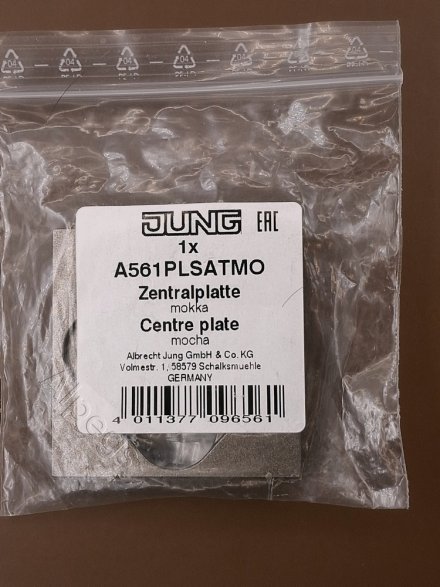 JUNG EAC
1x
A561PLSATMO
Zentralplatte
mokka
Centre plate
mocha
Albrecht Jung GmbH & Co. KG
Volmestr. 1, 58579 Schalksmuehle
GERMANY
4 011377 096561